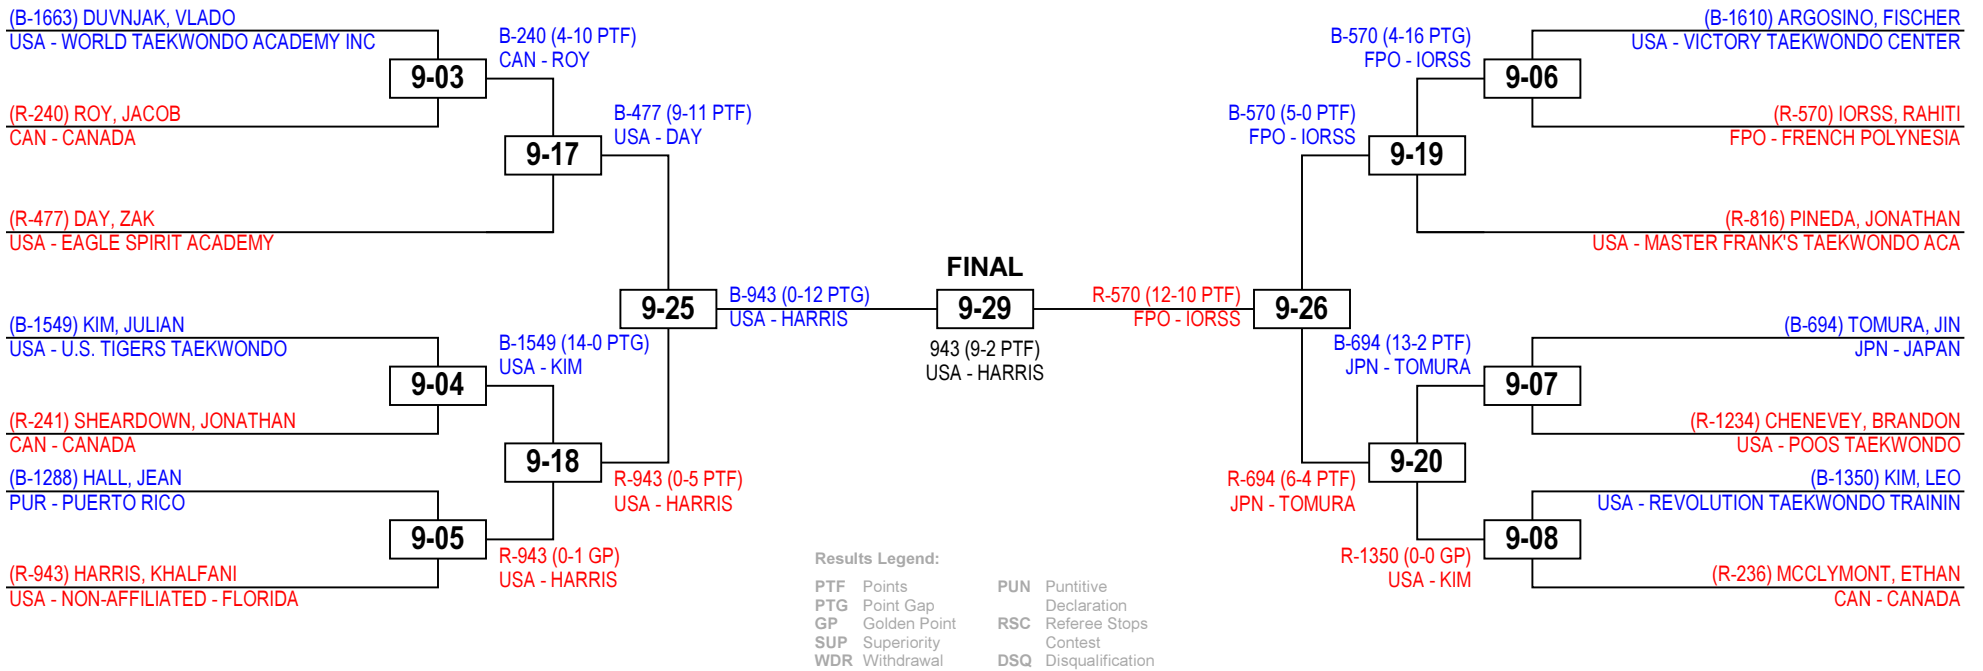 (B-1663) DUVNJAK, VLADO
USA - WORLD TAEKWONDO ACADEMY INC
B-240 (4-10 PTF)
CAN - ROY
9-03
(R-240) ROY, JACOB
CAN - CANADA
B-477 (9-11 PTF)
USA - DAY
9-17
(R-477) DAY, ZAK
USA - EAGLE SPIRIT ACADEMY
9-25
B-943 (0-12 PTG)
USA - HARRIS
(B-1549) KIM, JULIAN
USA - U.S. TIGERS TAEKWONDO
B-1549 (14-0 PTG)
USA - KIM
9-04
(R-241) SHEARDOWN, JONATHAN
CAN - CANADA
9-18
R-943 (0-5 PTF)
USA - HARRIS
(B-1288) HALL, JEAN
PUR - PUERTO RICO
9-05
R-943 (0-1 GP)
USA - HARRIS
(R-943) HARRIS, KHALFANI
USA - NON-AFFILIATED - FLORIDA
FINAL
9-29
943 (9-2 PTF)
USA - HARRIS
(B-1610) ARGOSINO, FISCHER
USA - VICTORY TAEKWONDO CENTER
B-570 (4-16 PTG)
FPO - IORSS
9-06
(R-570) IORSS, RAHITI
FPO - FRENCH POLYNESIA
B-570 (5-0 PTF)
FPO - IORSS
9-19
(R-816) PINEDA, JONATHAN
USA - MASTER FRANK'S TAEKWONDO ACA
R-570 (12-10 PTF)
FPO - IORSS
9-26
(B-694) TOMURA, JIN
JPN - JAPAN
B-694 (13-2 PTF)
JPN - TOMURA
9-07
(R-1234) CHENEVEY, BRANDON
USA - POOS TAEKWONDO
9-20
R-694 (6-4 PTF)
JPN - TOMURA
(B-1350) KIM, LEO
USA - REVOLUTION TAEKWONDO TRAININ
9-08
R-1350 (0-0 GP)
USA - KIM
(R-236) MCCLYMONT, ETHAN
CAN - CANADA
Results Legend:
PTF Points
PTG Point Gap
GP Golden Point
SUP Superiority
WDR Withdrawal
PUN Puntitive
Declaration
RSC Referee Stops
Contest
DSQ Disqualification